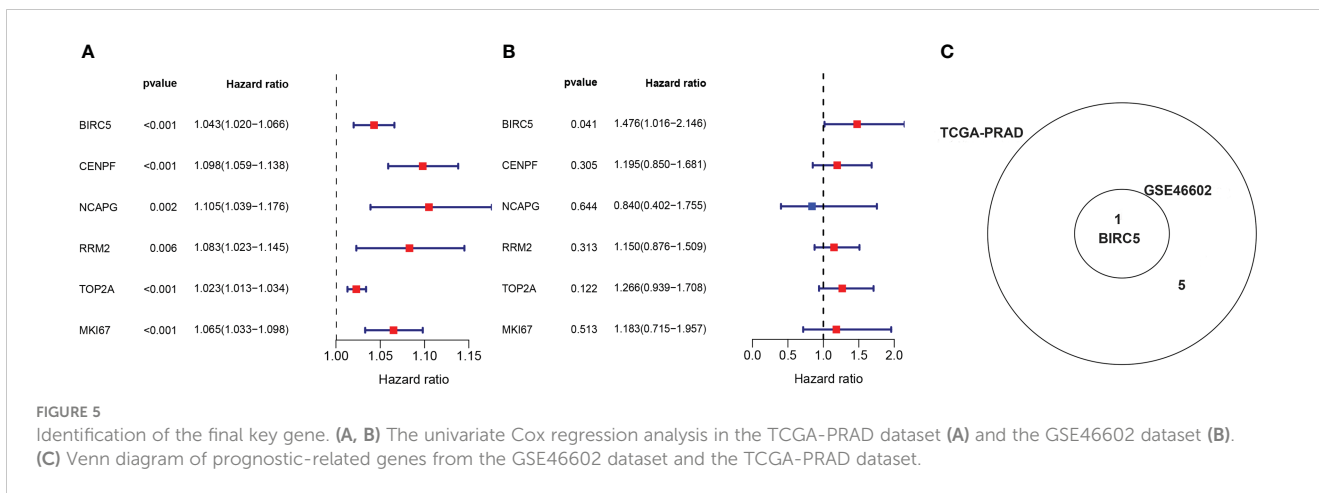 A
pvalue Hazard ratio
BIRC5 <0.001 1.043(1.020−1.066)
CENPF <0.001 1.098(1.059−1.138)
NCAPG 0.002 1.105(1.039−1.176)
RRM2 0.006 1.083(1.023−1.145)
TOP2A <0.001 1.023(1.013−1.034)
MKI67 <0.001 1.065(1.033−1.098)
1.00 1.05 1.10 1.15
Hazard ratio
B
pvalue Hazard ratio
BIRC5 0.041 1.476(1.016−2.146)
CENPF 0.305 1.195(0.850−1.681)
NCAPG 0.644 0.840(0.402−1.755)
RRM2 0.313 1.150(0.876−1.509)
TOP2A 0.122 1.266(0.939−1.708)
MKI67 0.513 1.183(0.715−1.957)
0.0 0.5 1.0 1.5 2.0
Hazard ratio
C
TCGA-PRAD
GSE46602
1
BIRC5
5
FIGURE 5
Identification of the final key gene. (A, B) The univariate Cox regression analysis in the TCGA-PRAD dataset (A) and the GSE46602 dataset (B).
(C) Venn diagram of prognostic-related genes from the GSE46602 dataset and the TCGA-PRAD dataset.